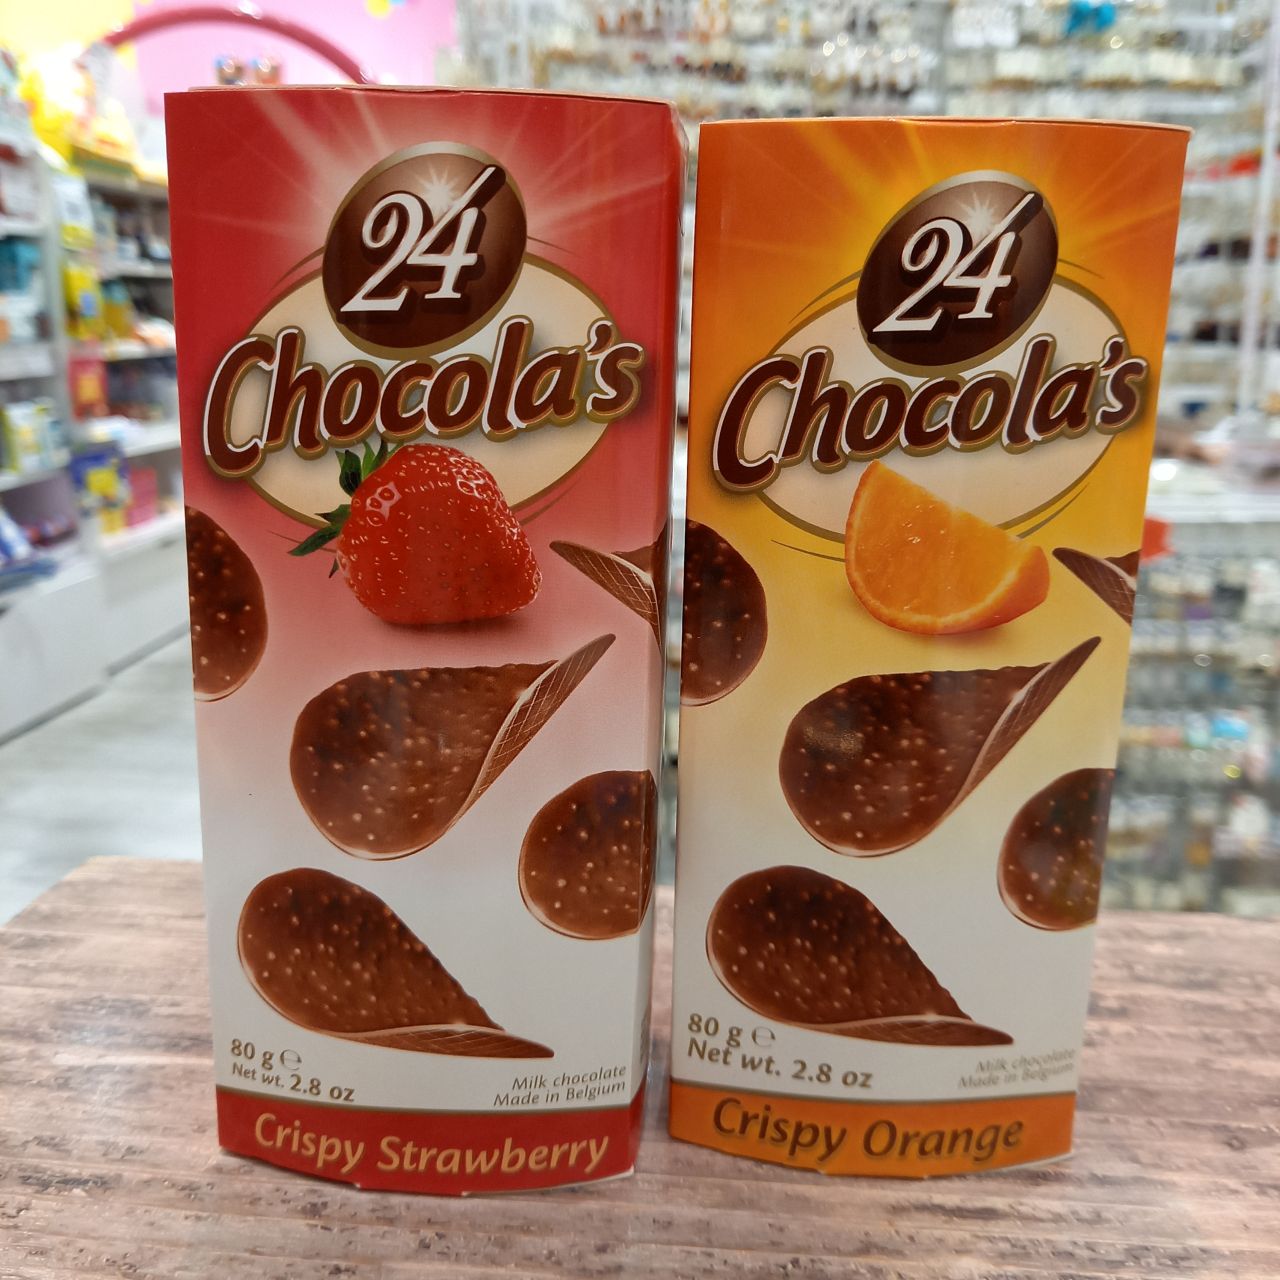 24
Chocola's
80 g ℮
Net wt. 2.8 oz
Milk chocolate
Made in Belgium
Crispy Strawberry
24
Chocola's
80 g ℮
Net wt. 2.8 oz
Milk chocolate
Made in Belgium
Crispy Orange